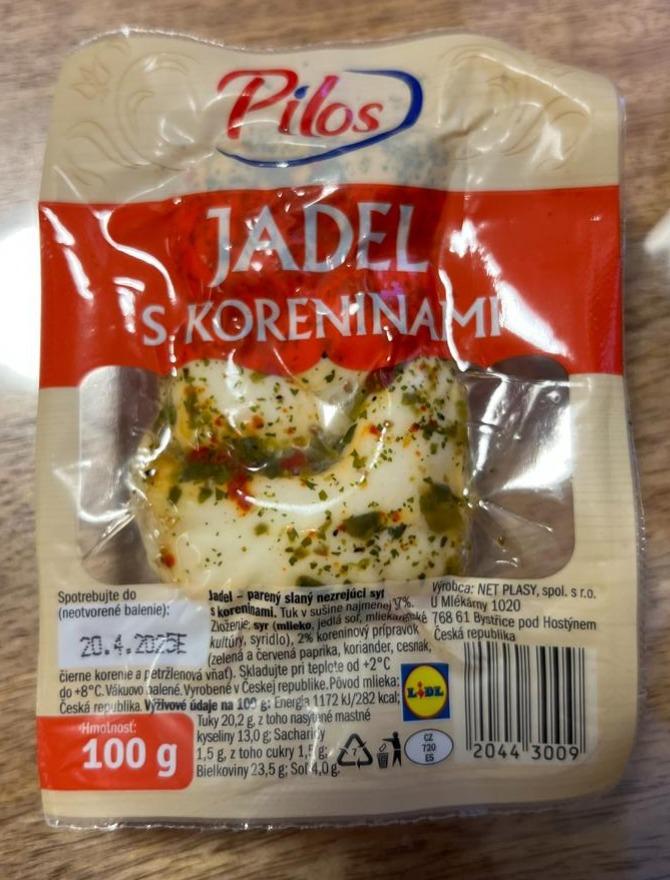 Pilos
JADEL
S KORENINAMI
Spotrebujte do
(neotvorené balenie):
20.4.2025E
Jadel – parený slaný nezrejúci syr
s koreninami. Tuk v sušine najmenej 37%.
Zloženie: syr (mlieko, jedlá soľ, mliekarenské
kultúry, syridlo), 2% koreninový prípravok
(zelená a červená paprika, koriander, cesnak,
čierne korenie a petržlenová vňať). Skladujte pri teplote od +2°C
do +8°C. Vákuovo balené. Vyrobené v Českej republike. Pôvod mlieka:
Česká republika. Výživové údaje na 100 g: Energia 1172 kJ/282 kcal;
Tuky 20,2 g, z toho nasýtené mastné
kyseliny 13,0 g; Sacharidy
1,5 g, z toho cukry 1,5 g;
Bielkoviny 23,5 g; Soľ 4,0 g.
Výrobca: NET PLASY, spol. s r.o.
U Mlékárny 1020
768 61 Bystřice pod Hostýnem
Česká republika
Hmotnosť:
100 g
LIDL
CZ
720
ES
2044 3009